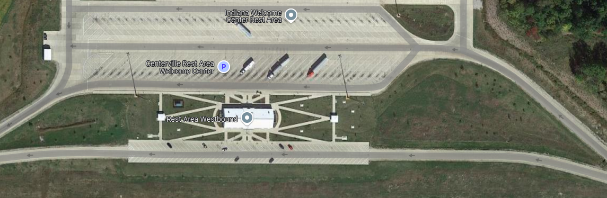 Indiana Welcome
Center Rest Area
Centerville Rest Area
Welcome Center
P
Rest Area Westbound